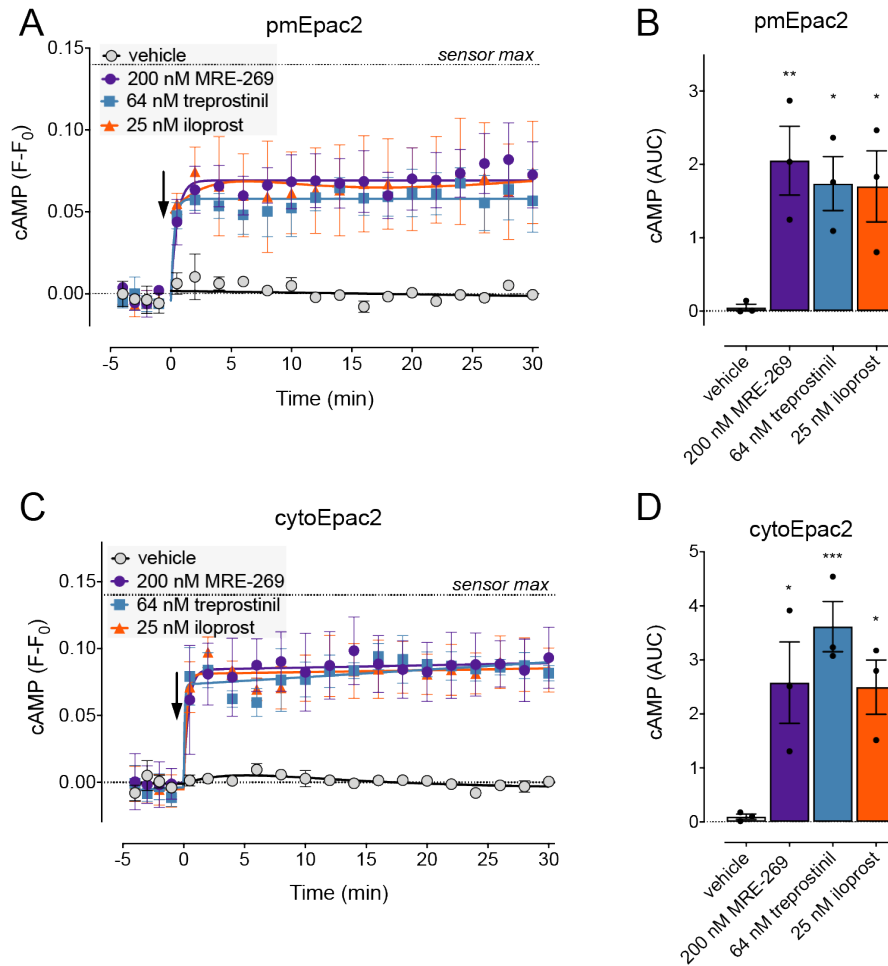 A
pmEpac2
0.15
sensor max
vehicle
200 nM MRE-269
64 nM treprostinil
25 nM iloprost
0.10
0.05
0.00
cAMP (F-F₀)
-5 0 5 10 15 20 25 30
Time (min)
B
pmEpac2
3
2
1
0
cAMP (AUC)
** * *
vehicle
200 nM MRE-269
64 nM treprostinil
25 nM iloprost
C
cytoEpac2
vehicle
0.15
200 nM MRE-269
sensor max
64 nM treprostinil
25 nM iloprost
0.10
0.05
0.00
cAMP (F-F₀)
-5 0 5 10 15 20 25 30
Time (min)
D
cytoEpac2
5
4
3
2
1
0
cAMP (AUC)
* *** *
vehicle
200 nM MRE-269
64 nM treprostinil
25 nM iloprost